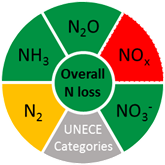 N₂O
NH₃
NOₓ
Overall
N loss
N₂
NO₃⁻
UNECE
Categories